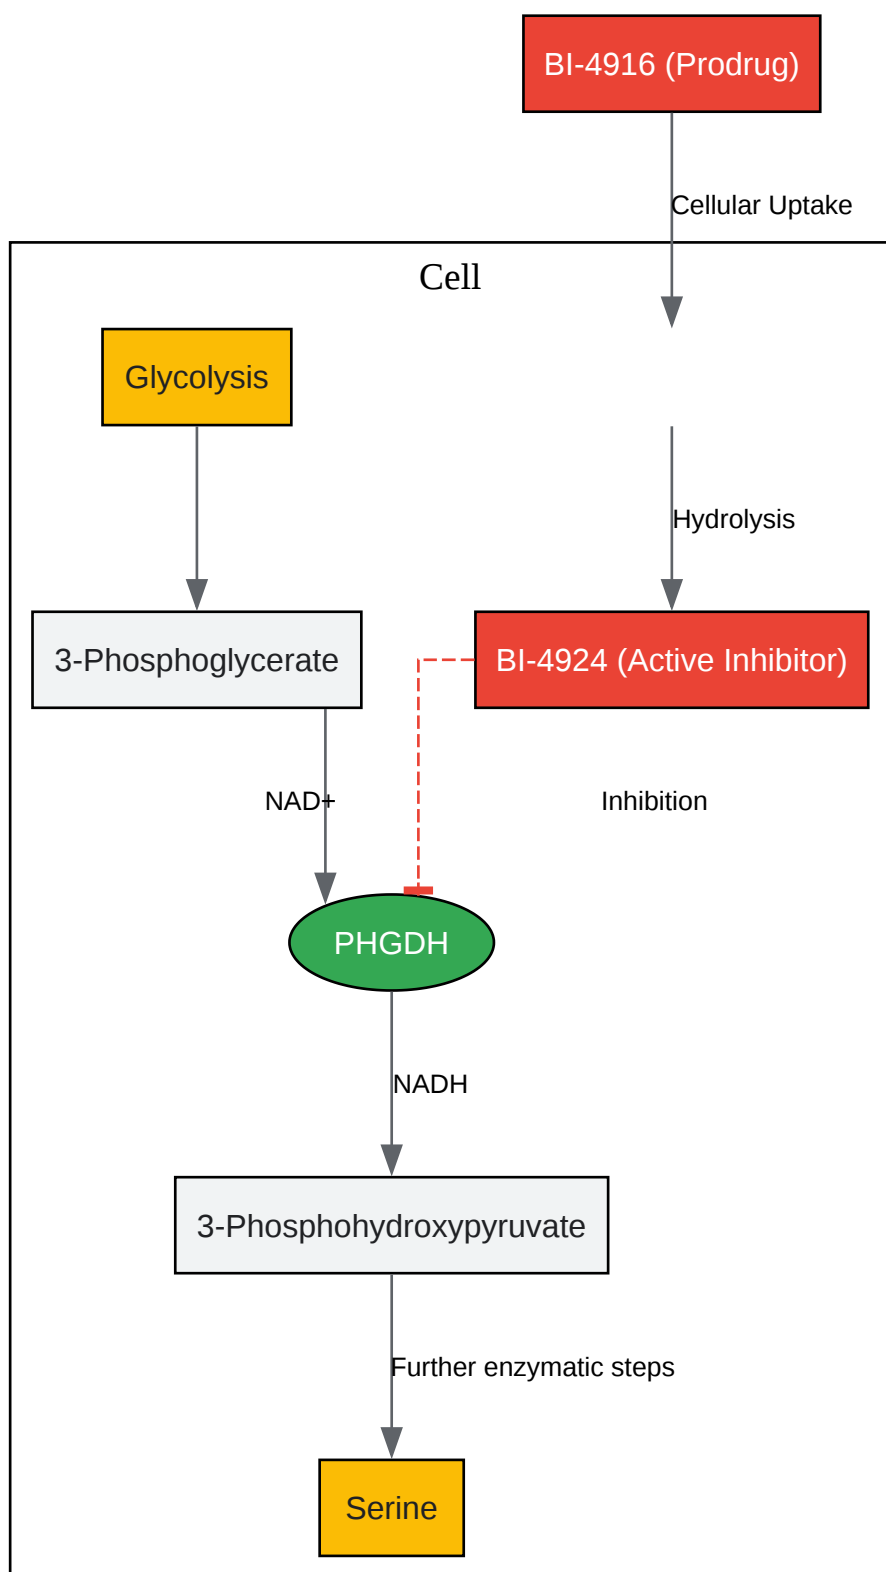 BI-4916 (Prodrug)
Cellular Uptake
Cell
Glycolysis
Hydrolysis
3-Phosphoglycerate
BI-4924 (Active Inhibitor)
NAD+
Inhibition
PHGDH
NADH
3-Phosphohydroxypyruvate
Further enzymatic steps
Serine